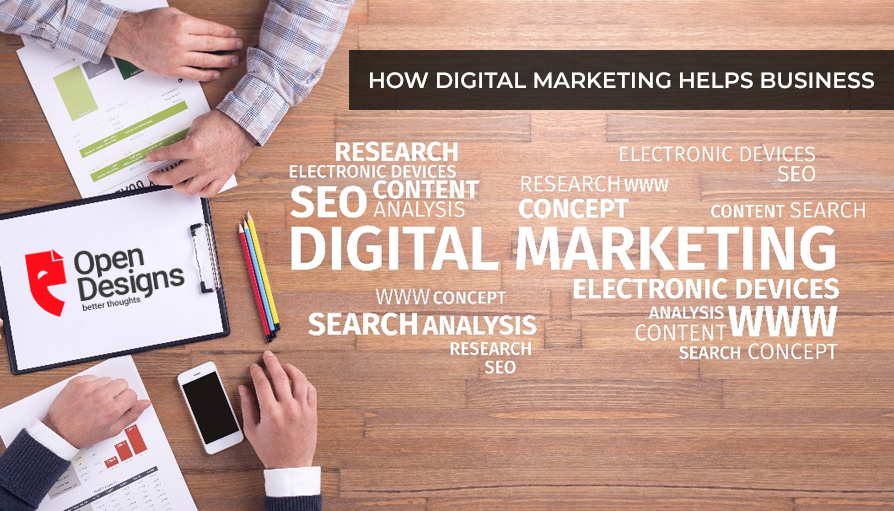 HOW DIGITAL MARKETING HELPS BUSINESS
RESEARCH
ELECTRONIC DEVICES
SEO CONTENT
ANALYSIS
ELECTRONIC DEVICES
SEO
RESEARCH WWW
CONCEPT
CONTENT SEARCH
DIGITAL MARKETING
WWW CONCEPT
SEARCH ANALYSIS
RESEARCH
SEO
ELECTRONIC DEVICES
ANALYSIS
CONTENT WWW
SEARCH CONCEPT
Open
Designs
better thoughts